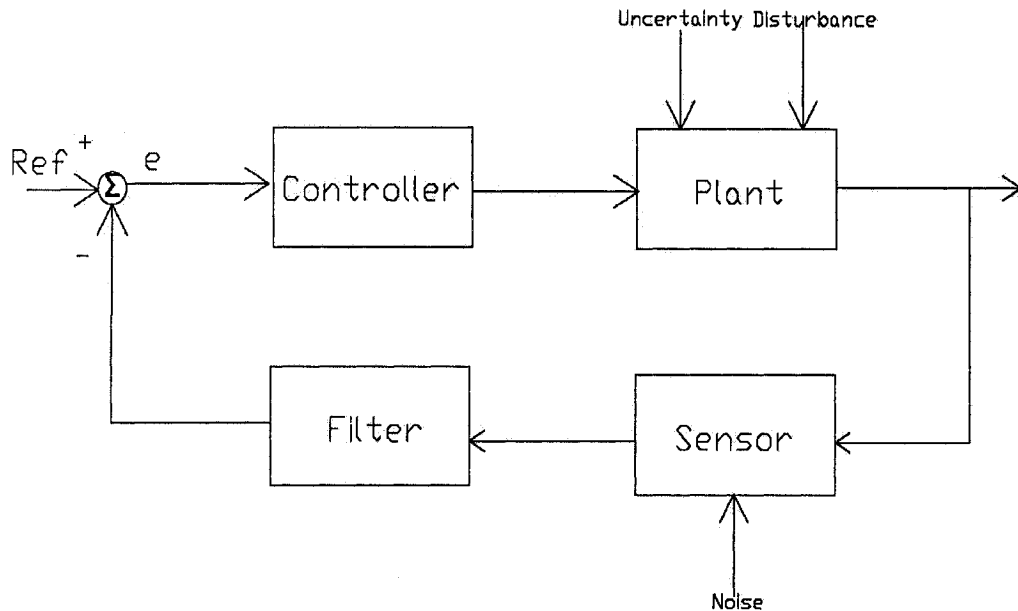 Uncertainty Disturbance
Ref
+
e
Σ
-
Controller
Plant
Filter
Sensor
Noise